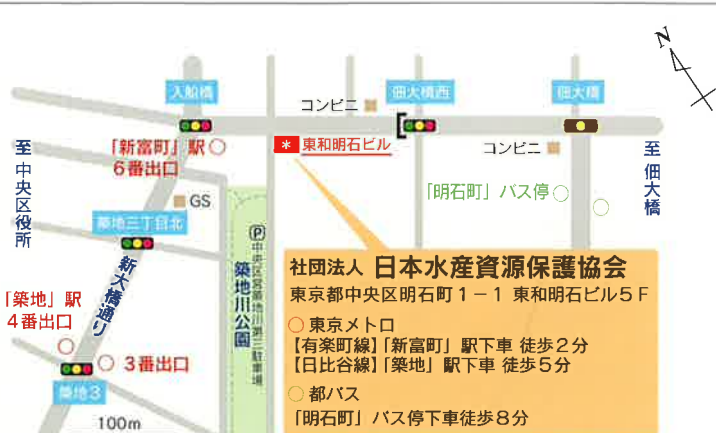 N
入船橋
佃大橋西
佃大橋
コンビニ
「新富町」駅
6番出口
* 東和明石ビル
コンビニ
至 中央区役所
至 佃大橋
GS
「明石町」バス停
築地三丁目北
新大橋通り
Ⓟ中央区営築地川第三駐車場
築地川公園
「築地」駅
4番出口
3番出口
築地3
100m
社団法人 日本水産資源保護協会
東京都中央区明石町1-1 東和明石ビル5F
○ 東京メトロ
【有楽町線】「新富町」駅下車 徒歩2分
【日比谷線】「築地」駅下車 徒歩5分
○ 都バス
「明石町」バス停下車徒歩8分